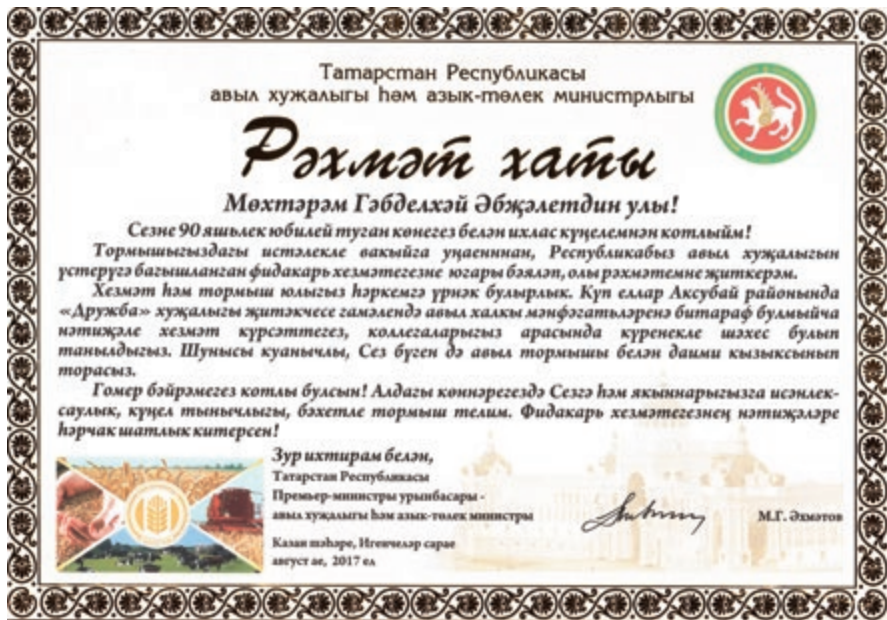 Татарстан Республикасы
авыл хуҗалыгы һәм азык-төлек министрлыгы
Рәхмәт хаты
Мөхтәрәм Гәбделхәй Әбҗәлетдин улы!
Сезне 90 яшьлек юбилей туган көнегез белән ихлас күңелемнән котлыйм!
Тормышыгыздагы истәлекле вакыйга уңаеннан, Республикабыз авыл хуҗалыгын
үстерүгә багышланган фидакарь хезмәтегезне югары бәяләп, олы рәхмәтемне җиткерәм.
Хезмәт һәм тормыш юлыгыз һәркемгә үрнәк булырлык. Күп еллар Аксубай районында
«Дружба» хуҗалыгы җитәкчесе гамәлендә авыл халкы мәнфәгатьләренә битараф булмыйча
нәтиҗәле хезмәт күрсәттегез, коллегаларыгыз арасында күренекле шәхес булып
танылдыгыз. Шунысы куанычлы, Сез бүген дә авыл тормышы белән даими кызыксынып
торасыз.
Гомер бәйрәмегез котлы булсын! Алдагы көннәрегездә Сезгә һәм якыннарыгызга исәнлек-
саулык, күңел тынычлыгы, бәхетле тормыш телим. Фидакарь хезмәтегезнең нәтиҗәләре
һәрчак шатлык китерсен!
Зур ихтирам белән,
Татарстан Республикасы
Премьер-министры урынбасары -
авыл хуҗалыгы һәм азык-төлек министры
М.Г. Әхмәтов
Казан шәһәре, Игенчеләр сарае
август ае, 2017 ел